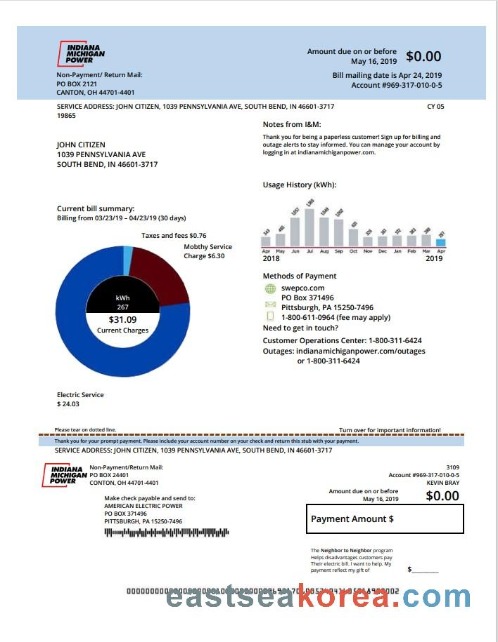 INDIANA
MICHIGAN
POWER
Amount due on or before
May 16, 2019
$0.00
Non-Payment/ Return Mail:
PO BOX 2121
CANTON, OH 44701-4401
Bill mailing date is Apr 24, 2019
Account #969-317-010-0-5
SERVICE ADDRESS: JOHN CITIZEN, 1039 PENNSYLVANIA AVE, SOUTH BEND, IN 46601-3717
19865
CY 05
Notes from I&M:
Thank you for being a paperless customer! Sign up for billing and
outage alerts to stay informed. You can manage your account by
logging in at indianamichiganpower.com.
JOHN CITIZEN
1039 PENNSYLVANIA AVE
SOUTH BEND, IN 46601-3717
Usage History (kWh):
Apr May Jun Jul Aug Sep Oct Nov Dec Jan Feb Mar Apr
2018 2019
Current bill summary:
Billing from 03/23/19 – 04/23/19 (30 days)
Taxes and fees $0.76
Mobthy Service
Charge $6.30
kWh
267
$31.09
Current Charges
Electric Service
$ 24.03
Methods of Payment
swepco.com
PO Box 371496
Pittsburgh, PA 15250-7496
1-800-611-0964 (fee may apply)
Need to get in touch?
Customer Operations Center: 1-800-311-6424
Outages: indianamichiganpower.com/outages
or 1-800-311-6424
Please tear on dotted line.
Turn over for important information!
Thank you for your prompt payment. Please include your account number on your check and return this stub with your payment.
SERVICE ADDRESS: JOHN CITIZEN, 1039 PENNSYLVANIA AVE, SOUTH BEND, IN 46601-3717
INDIANA
MICHIGAN
POWER
Non-Payment/Return Mail:
PO BOX 24401
CANTON, OH 44701-4401
3109
Account #969-317-010-0-5
KEVIN BRAY
Amount due on or before
May 16, 2019
$0.00
Make check payable and send to:
AMERICAN ELECTRIC POWER
PO BOX 371496
PITTSBURGH, PA 15250-7496
Payment Amount $
The Neighbor to Neighbor program
Helps disadvantages customers pay
Their electric bill. I want to help. My
payment reflect my gift of
$
eastseakorea.com